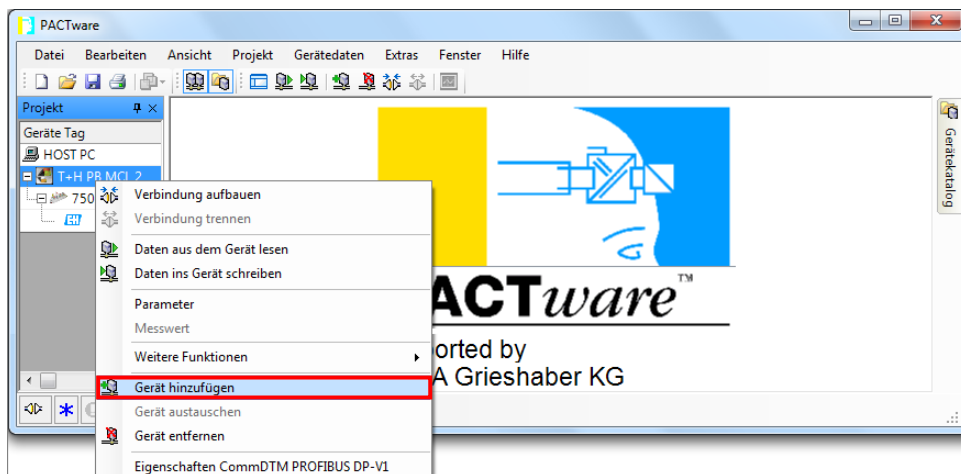 PACTware
Datei Bearbeiten Ansicht Projekt Gerätedaten Extras Fenster Hilfe
Projekt
Geräte Tag
HOST PC
T+H PB MCL 2
750
Verbindung aufbauen
Verbindung trennen
Daten aus dem Gerät lesen
Daten ins Gerät schreiben
Parameter
Messwert
Weitere Funktionen
Gerät hinzufügen
Gerät austauschen
Gerät entfernen
Eigenschaften CommDTM PROFIBUS DP-V1
ACTware™
orted by
A Grieshaber KG
Gerätekatalog